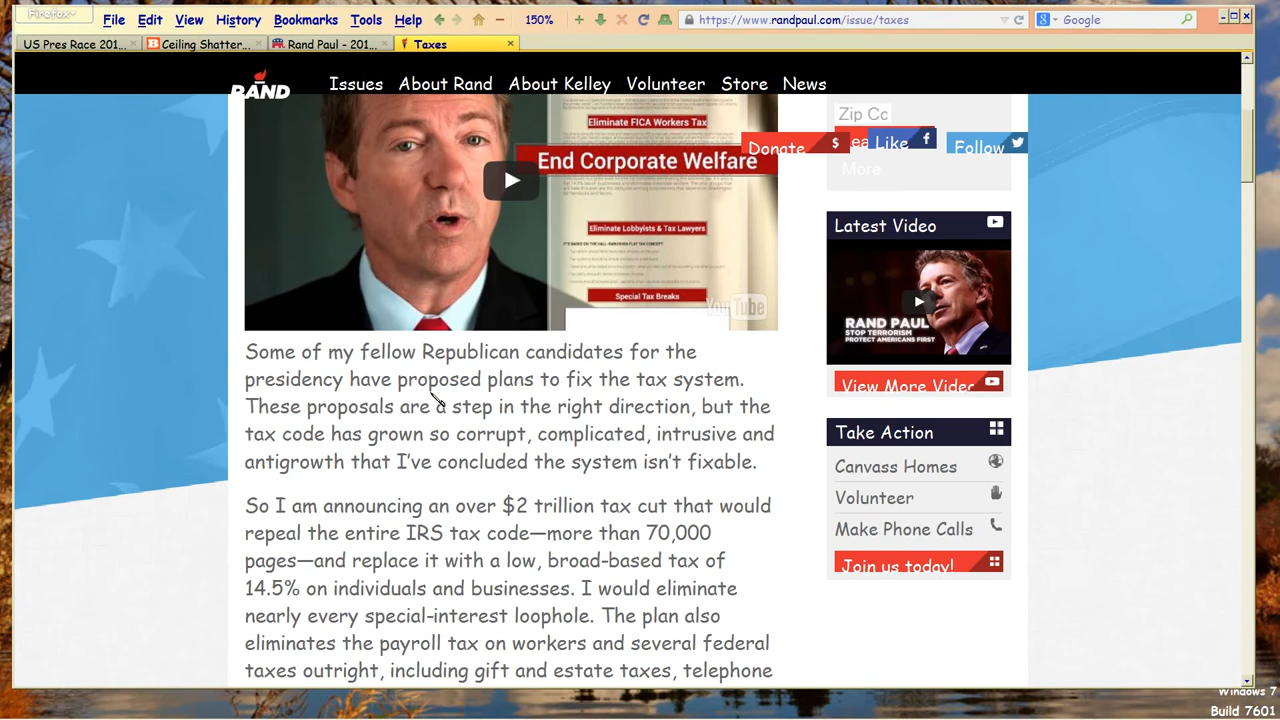 Firefox
File Edit View History Bookmarks Tools Help 150% https://www.randpaul.com/issue/taxes Google
US Pres Race 201... Ceiling Shatter... Rand Paul - 201... Taxes
RAND Issues About Rand About Kelley Volunteer Store News
Eliminate FICA Workers Tax
End Corporate Welfare
Eliminate Lobbyists & Tax Lawyers
Special Tax Breaks
YouTube
Zip Co
Donate $ Like f Follow
More
Latest Video
RAND PAUL
STOP TERRORISM
PROTECT AMERICANS FIRST
View More Videc
Take Action
Canvass Homes
Volunteer
Make Phone Calls
Join us today!
Some of my fellow Republican candidates for the
presidency have proposed plans to fix the tax system.
These proposals are a step in the right direction, but the
tax code has grown so corrupt, complicated, intrusive and
antigrowth that I’ve concluded the system isn’t fixable.
So I am announcing an over $2 trillion tax cut that would
repeal the entire IRS tax code—more than 70,000
pages—and replace it with a low, broad-based tax of
14.5% on individuals and businesses. I would eliminate
nearly every special-interest loophole. The plan also
eliminates the payroll tax on workers and several federal
taxes outright, including gift and estate taxes, telephone
Windows 7
Build 7601